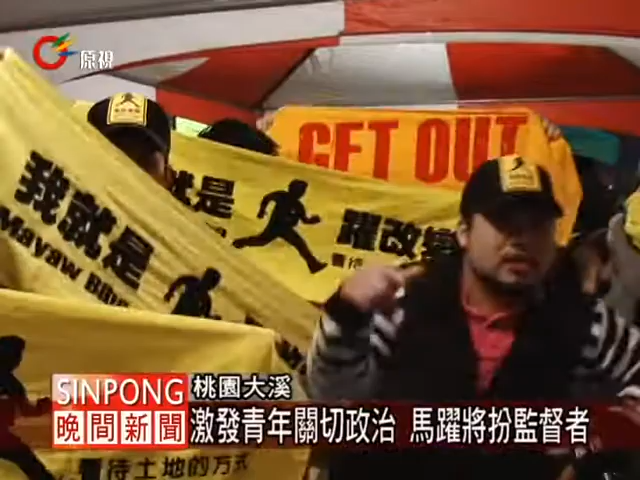 原視
GET OUT
我就是
Mayaw
就是
躍改變
SINPONG
晚間新聞
桃園大溪
激發青年關切政治 馬躍將扮監督者
待土地的方式